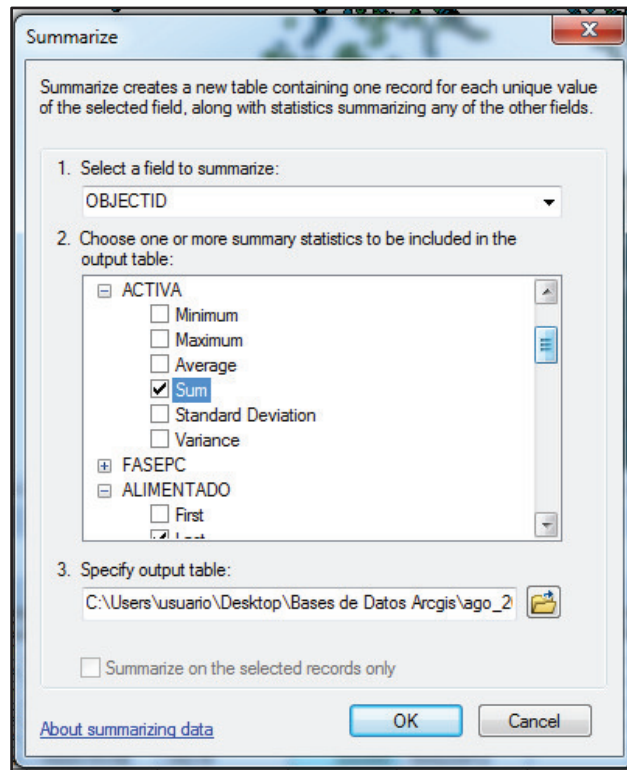 Summarize
Summarize creates a new table containing one record for each unique value
of the selected field, along with statistics summarizing any of the other fields.
1. Select a field to summarize:
OBJECTID
2. Choose one or more summary statistics to be included in the
output table:
ACTIVA
Minimum
Maximum
Average
Sum
Standard Deviation
Variance
FASEPC
ALIMENTADO
First
Last
3. Specify output table:
C:\Users\usuario\Desktop\Bases de Datos Arcgis\ago_2
Summarize on the selected records only
About summarizing data
OK
Cancel